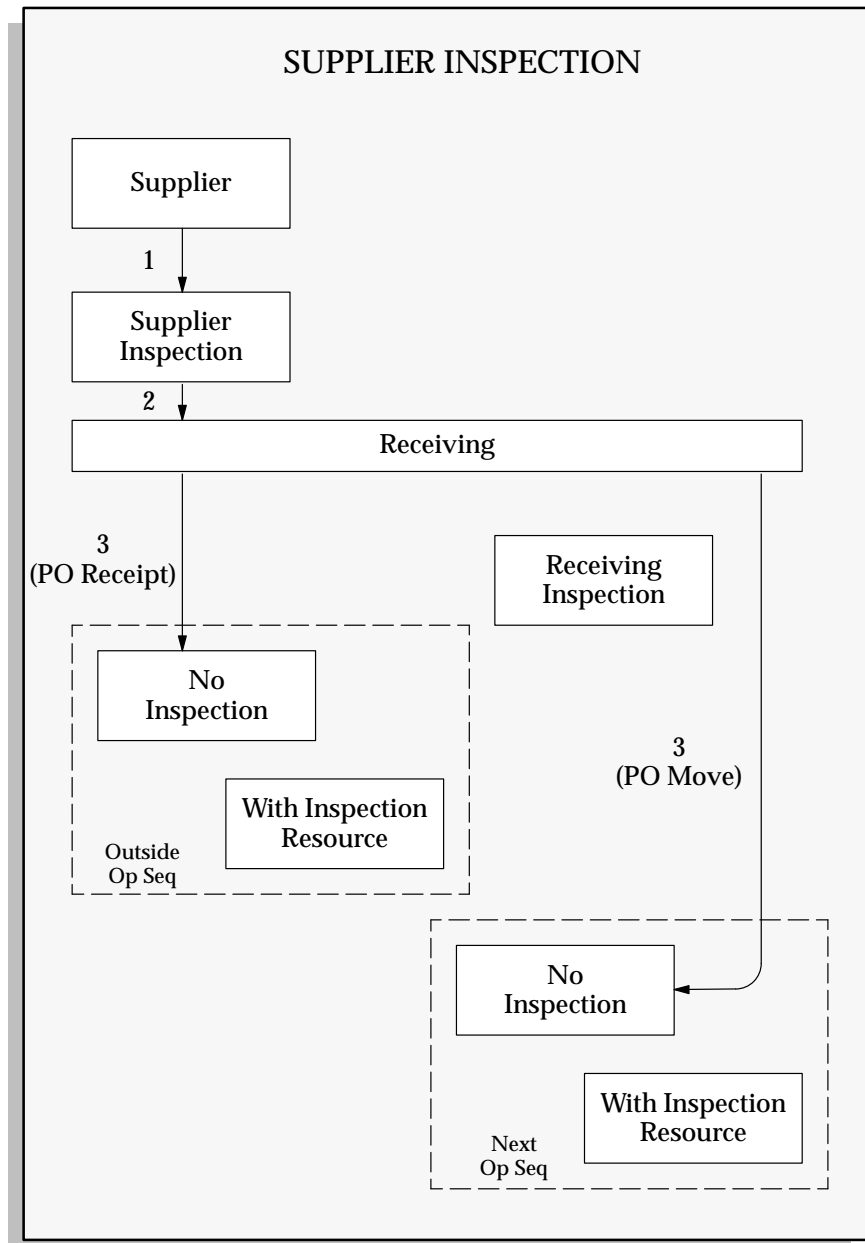 SUPPLIER INSPECTION
Supplier
1
Supplier
Inspection
2
Receiving
3
(PO Receipt)
Receiving
Inspection
No
Inspection
3
(PO Move)
With Inspection
Resource
Outside
Op Seq
No
Inspection
With Inspection
Resource
Next
Op Seq